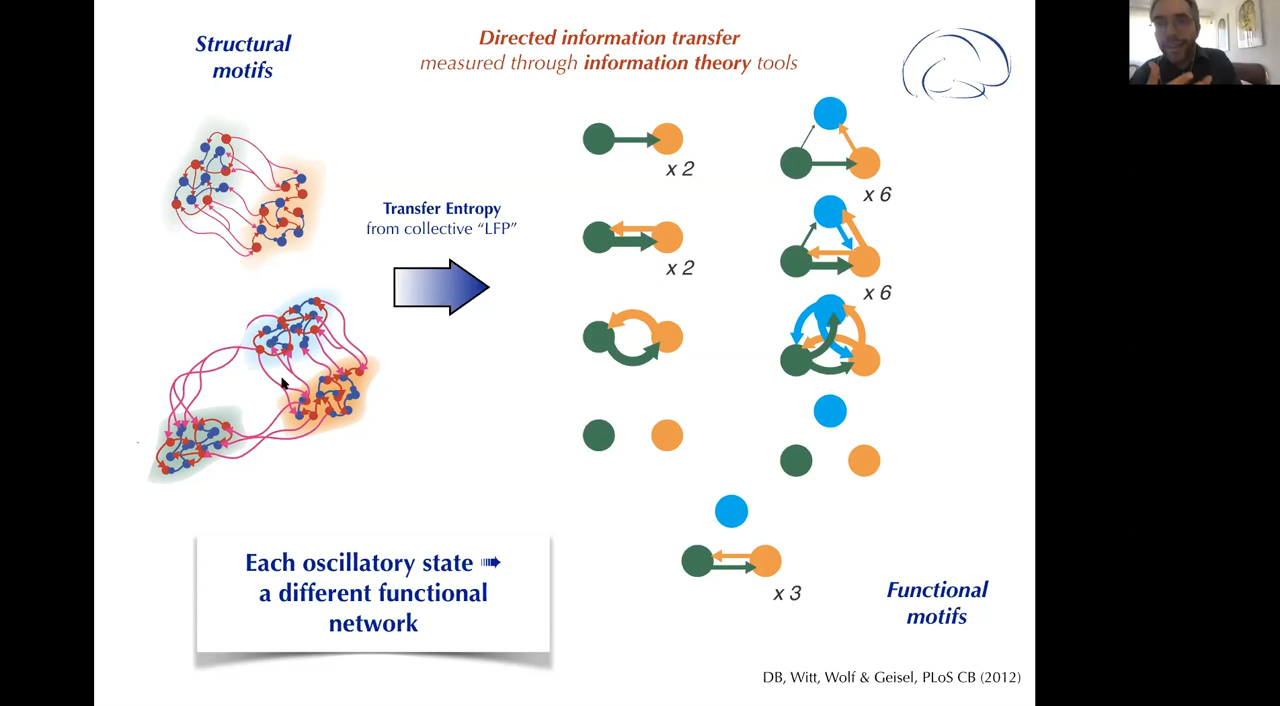 Structural
motifs
Directed information transfer
measured through information theory tools
Transfer Entropy
from collective “LFP”
x 2
x 6
x 2
x 6
x 3
Each oscillatory state ➠
a different functional
network
Functional
motifs
DB, Witt, Wolf & Geisel, PLoS CB (2012)